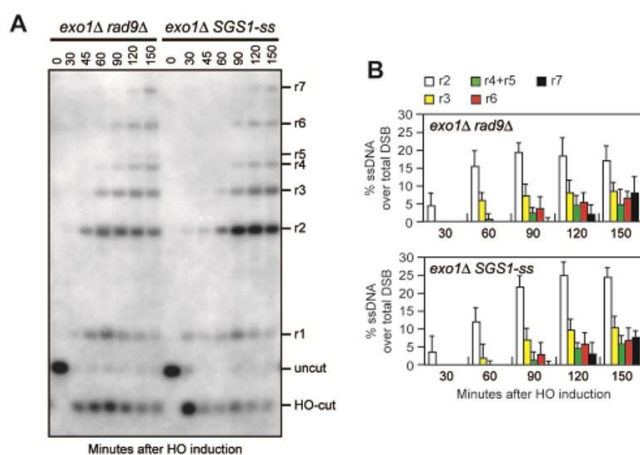 A
exo1Δ rad9Δ exo1Δ SGS1-ss
0 30 45 60 90 120 150 0 30 45 60 90 120 150
r7
r6
r5
r4
r3
r2
r1
uncut
HO-cut
Minutes after HO induction
B
r2 r4+r5 r7
r3 r6
exo1Δ rad9Δ
% ssDNA
over total DSB
30
25
20
15
10
5
0
30 60 90 120 150
exo1Δ SGS1-ss
% ssDNA
over total DSB
30
25
20
15
10
5
0
30 60 90 120 150
Minutes after HO induction